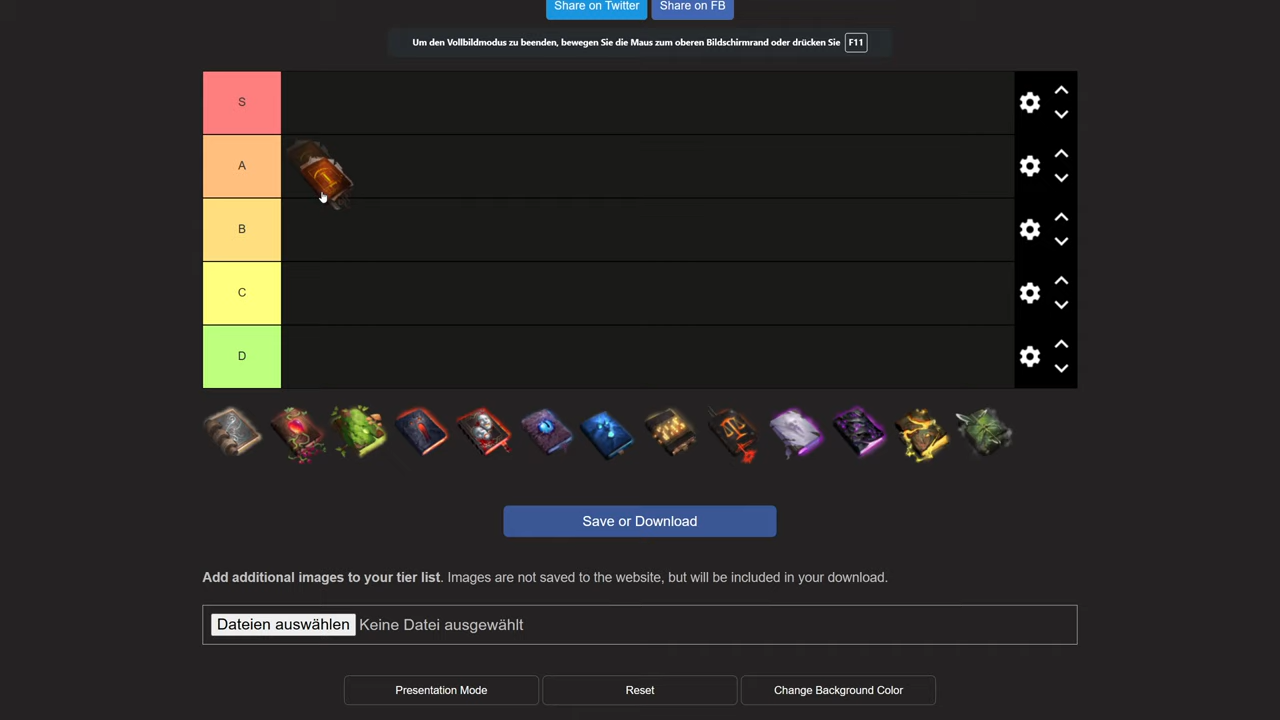 Share on Twitter
Share on FB
Um den Vollbildmodus zu beenden, bewegen Sie die Maus zum oberen Bildschirmrand oder drücken Sie F11
S
A
B
C
D
Save or Download
Add additional images to your tier list. Images are not saved to the website, but will be included in your download.
Dateien auswählen Keine Datei ausgewählt
Presentation Mode
Reset
Change Background Color